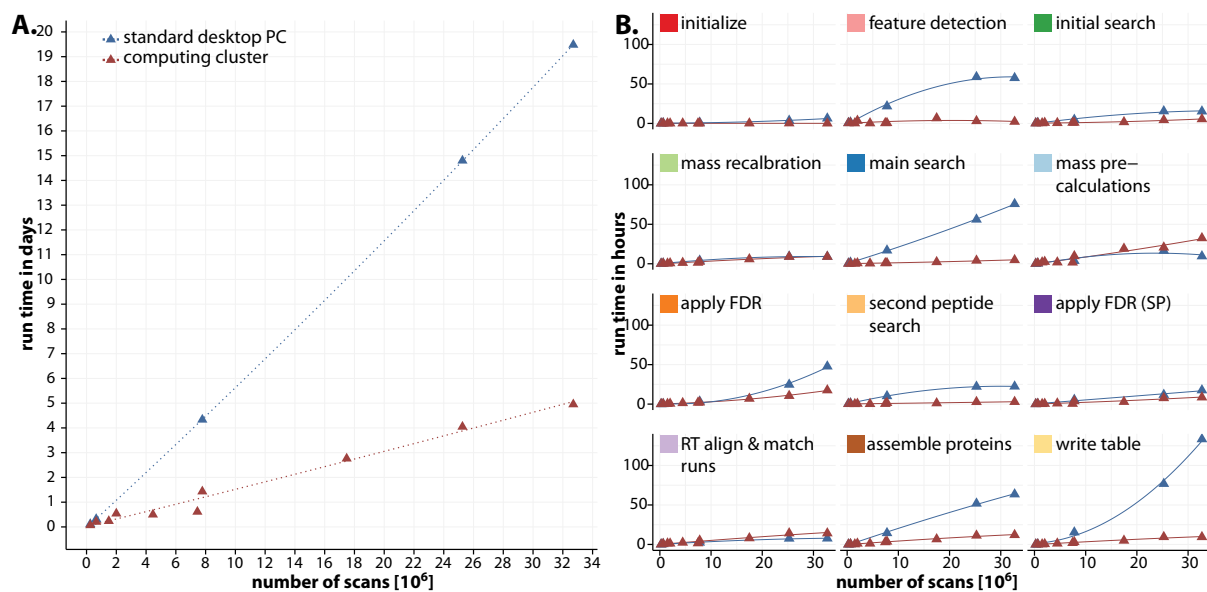 A.
standard desktop PC
computing cluster
run time in days
20
19
18
17
16
15
14
13
12
11
10
9
8
7
6
5
4
3
2
1
0
0 2 4 6 8 10 12 14 16 18 20 22 24 26 28 30 32 34
number of scans [10⁶]
B.
run time in hours
initialize
feature detection
initial search
100
50
0
mass recalbration
main search
mass pre–
calculations
100
50
0
apply FDR
second peptide
search
apply FDR (SP)
100
50
0
RT align & match
runs
assemble proteins
write table
100
50
0
0 10 20 30 0 10 20 30 0 10 20 30
number of scans [10⁶]